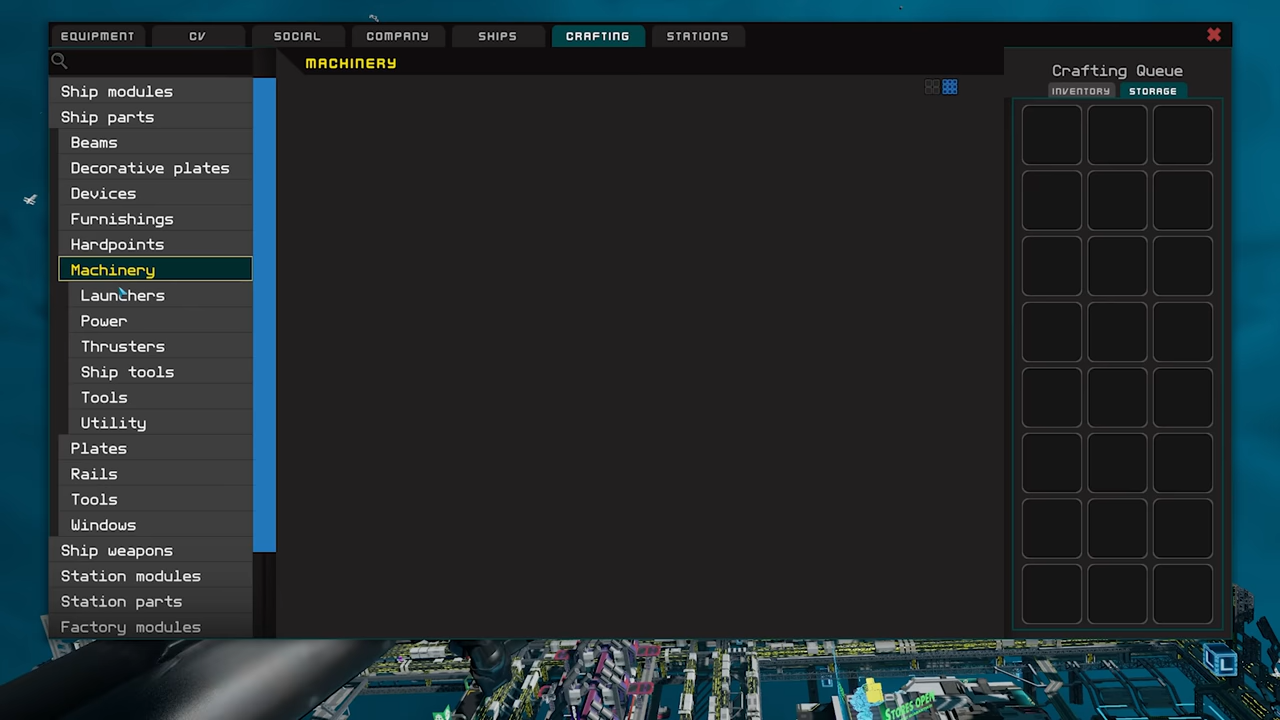 EQUIPMENT CV SOCIAL COMPANY SHIPS CRAFTING STATIONS
MACHINERY
Crafting Queue
INVENTORY STORAGE
Ship modules
Ship parts
Beams
Decorative plates
Devices
Furnishings
Hardpoints
Machinery
Launchers
Power
Thrusters
Ship tools
Tools
Utility
Plates
Rails
Tools
Windows
Ship weapons
Station modules
Station parts
Factory modules
STORES OPEN